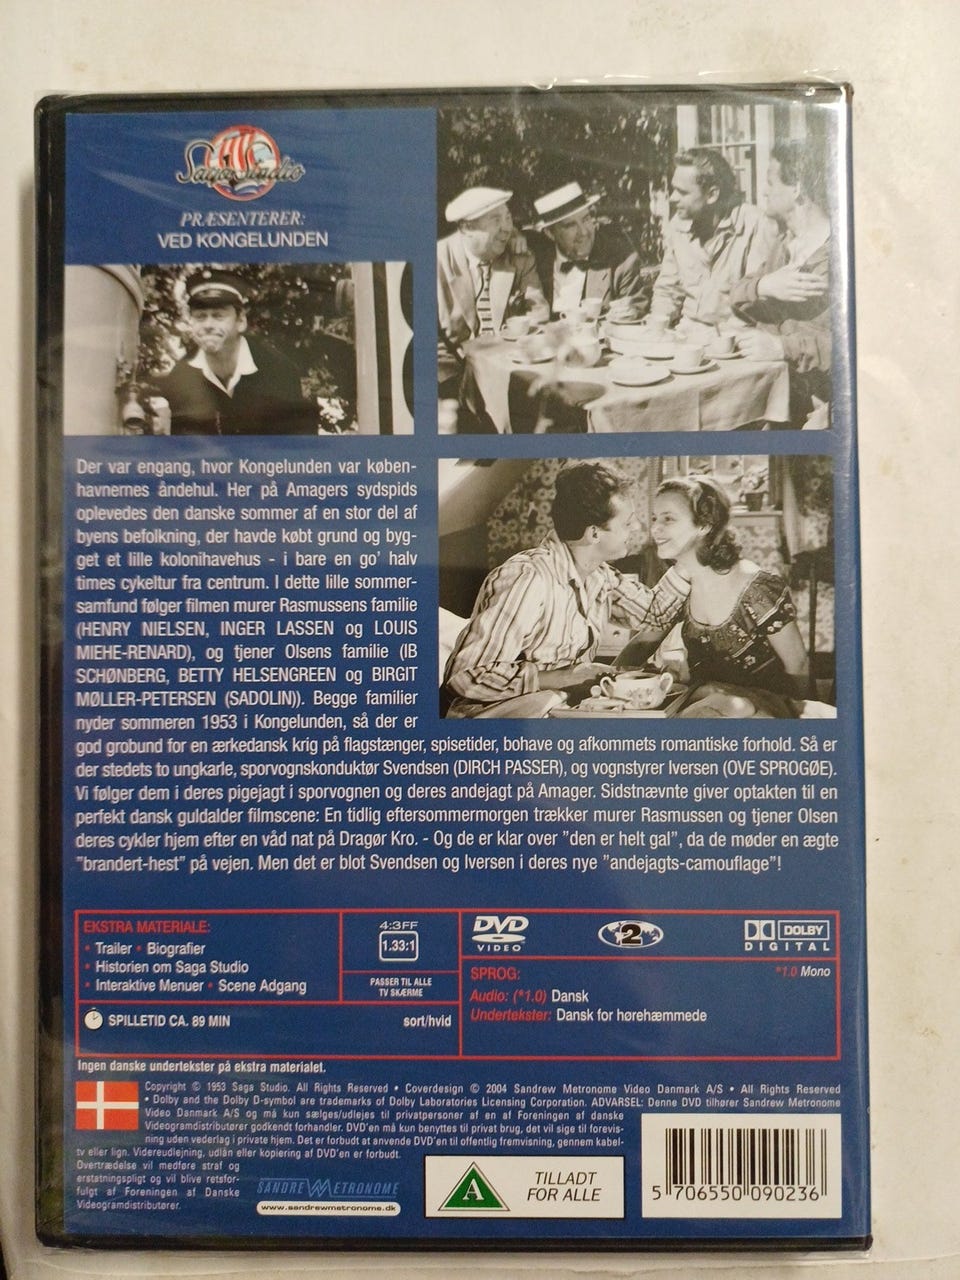 Saga Studio
PRÆSENTERER:
VED KONGELUNDEN
Der var engang, hvor Kongelunden var køben-
havnernes åndehul. Her på Amagers sydspids
oplevedes den danske sommer af en stor del af
byens befolkning, der havde købt grund og byg-
get et lille kolonihavehus - i bare en go' halv
times cykeltur fra centrum. I dette lille sommer-
samfund følger filmen murer Rasmussens familie
(HENRY NIELSEN, INGER LASSEN og LOUIS
MIEHE-RENARD), og tjener Olsens familie (IB
SCHØNBERG, BETTY HELSENGREEN og BIRGIT
MØLLER-PETERSEN (SADOLIN)). Begge familier
nyder sommeren 1953 i Kongelunden, så der er
god grobund for en ærkedansk krig på flagstænger, spisetider, bohave og afkommets romantiske forhold. Så er
der stedets to ungkarle, sporvognskonduktør Svendsen (DIRCH PASSER), og vognstyrer Iversen (OVE SPROGØE).
Vi følger dem i deres pigejagt i sporvognen og deres andejagt på Amager. Sidstnævnte giver optakten til en
perfekt dansk guldalder filmscene: En tidlig eftersommermorgen trækker murer Rasmussen og tjener Olsen
deres cykler hjem efter en våd nat på Dragør Kro. - Og de er klar over "den er helt gal", da de møder en ægte
"brandert-hest" på vejen. Men det er blot Svendsen og Iversen i deres nye "andejagts-camouflage"!
EKSTRA MATERIALE:
• Trailer • Biografier
• Historien om Saga Studio
• Interaktive Menuer • Scene Adgang
4:3FF
1.33:1
PASSER TIL ALLE
TV SKÆRME
SPILLETID CA. 89 MIN
sort/hvid
DVD
VIDEO
2
DOLBY
DIGITAL
SPROG:
*1.0 Mono
Audio: (*1.0) Dansk
Undertekster: Dansk for hørehæmmede
Ingen danske undertekster på ekstra materialet.
Copyright © 1953 Saga Studio. All Rights Reserved • Coverdesign © 2004 Sandrew Metronome Video Danmark A/S • All Rights Reserved
• Dolby and the Dolby D-symbol are trademarks of Dolby Laboratories Licensing Corporation. ADVARSEL: Denne DVD tilhører Sandrew Metronome
Video Danmark A/S og må kun sælges/udlejes til privatpersoner af en af Foreningen af danske
Videogramdistributører godkendt forhandler. DVD'en må kun benyttes til privat brug, det vil sige til forevis-
ning uden vederlag i private hjem. Det er forbudt at anvende DVD'en til offentlig fremvisning, gennem kabel-
tv eller lign. Videreudlejning, udlån eller kopiering af DVD'en er forbudt.
Overtrædelse vil medføre straf og
erstatningspligt og vil blive retsfor-
fulgt af Foreningen af Danske
Videogramdistributører.
SANDREW METRONOME
www.sandrewmetronome.dk
A
TILLADT
FOR ALLE
5 706550 090236